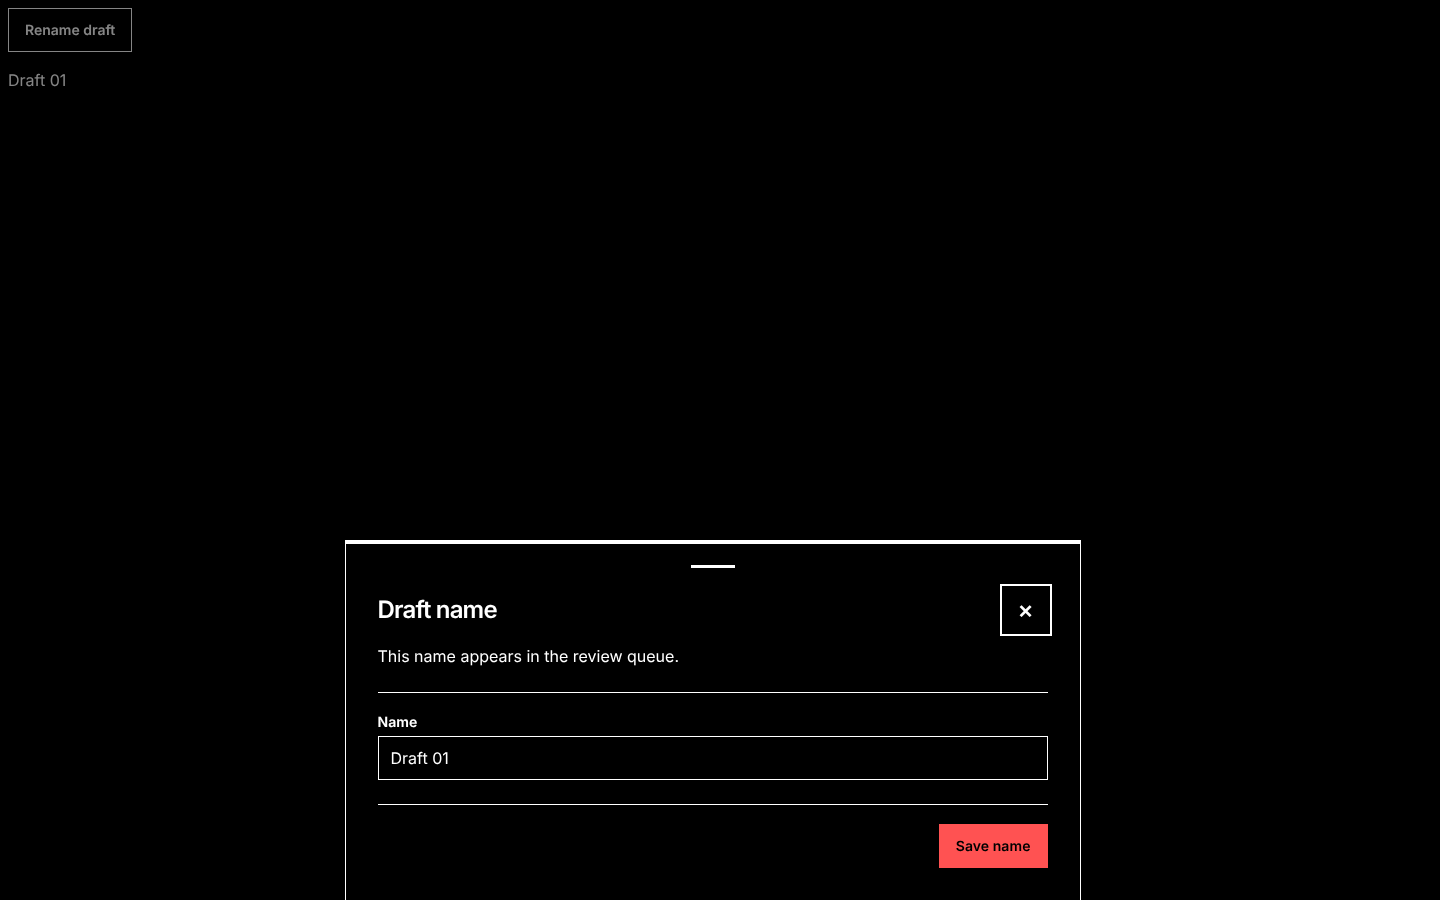 Rename draft
Draft 01
Draft name
×
This name appears in the review queue.
Name
Draft 01
Save name